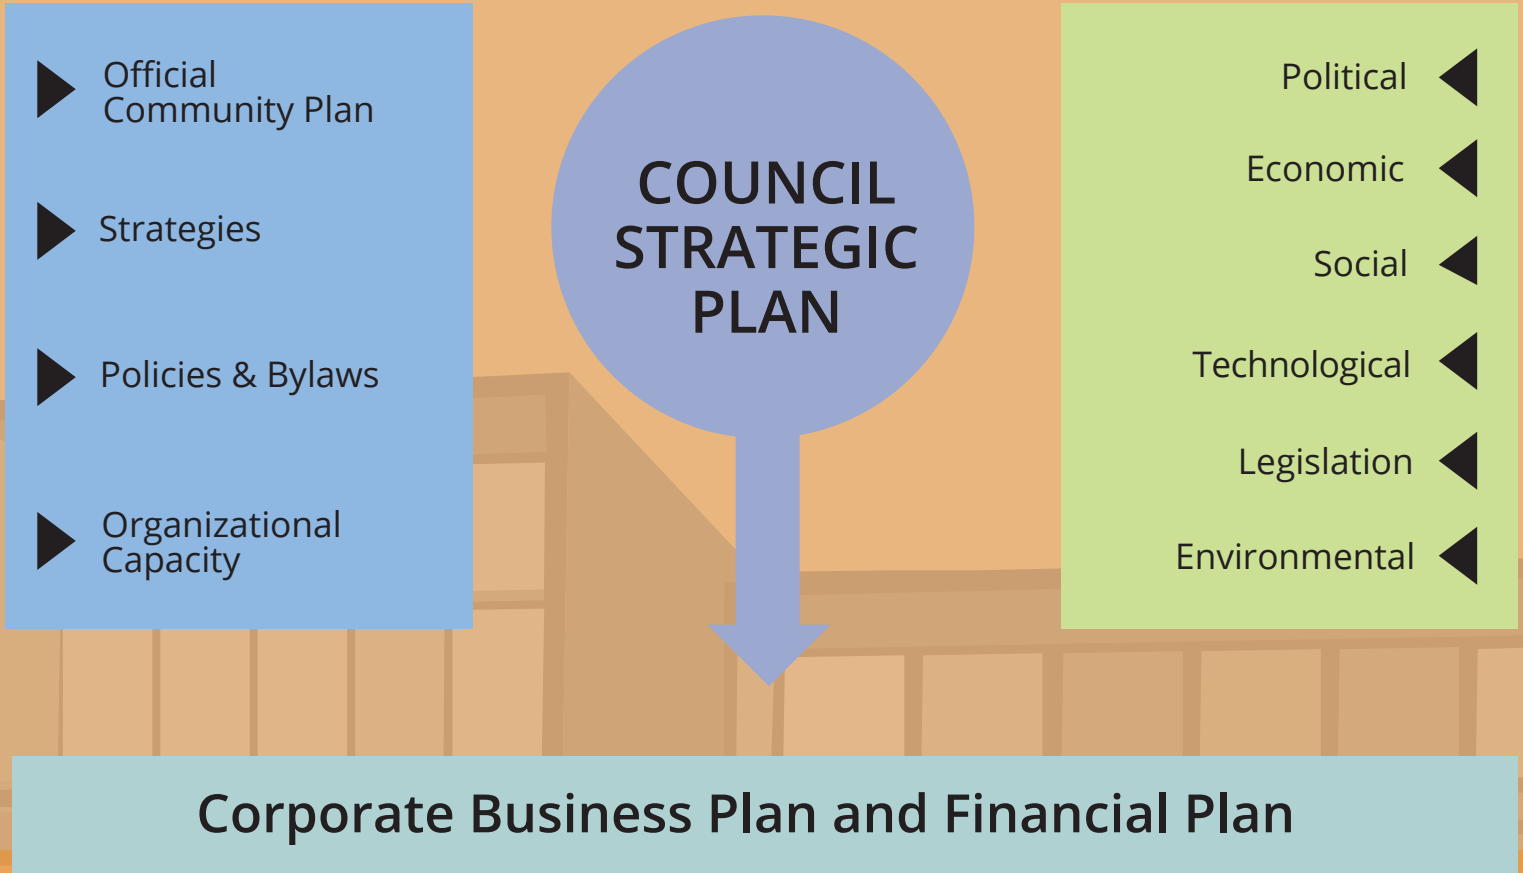 Official
Community Plan
Strategies
Policies & Bylaws
Organizational
Capacity
COUNCIL
STRATEGIC
PLAN
Political
Economic
Social
Technological
Legislation
Environmental
Corporate Business Plan and Financial Plan